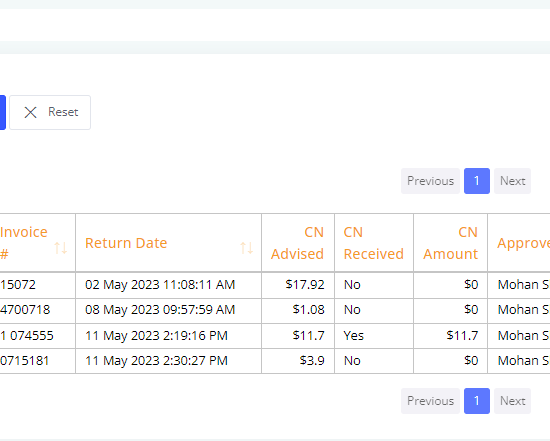 Reset
Previous 1 Next
Invoice # Return Date CN Advised CN Received CN Amount
15072 02 May 2023 11:08:11 AM $17.92 No $0 Mohan S
4700718 08 May 2023 09:57:59 AM $1.08 No $0 Mohan S
1 074555 11 May 2023 2:19:16 PM $11.7 Yes $11.7 Mohan S
0715181 11 May 2023 2:30:27 PM $3.9 No $0 Mohan S
Previous 1 Next